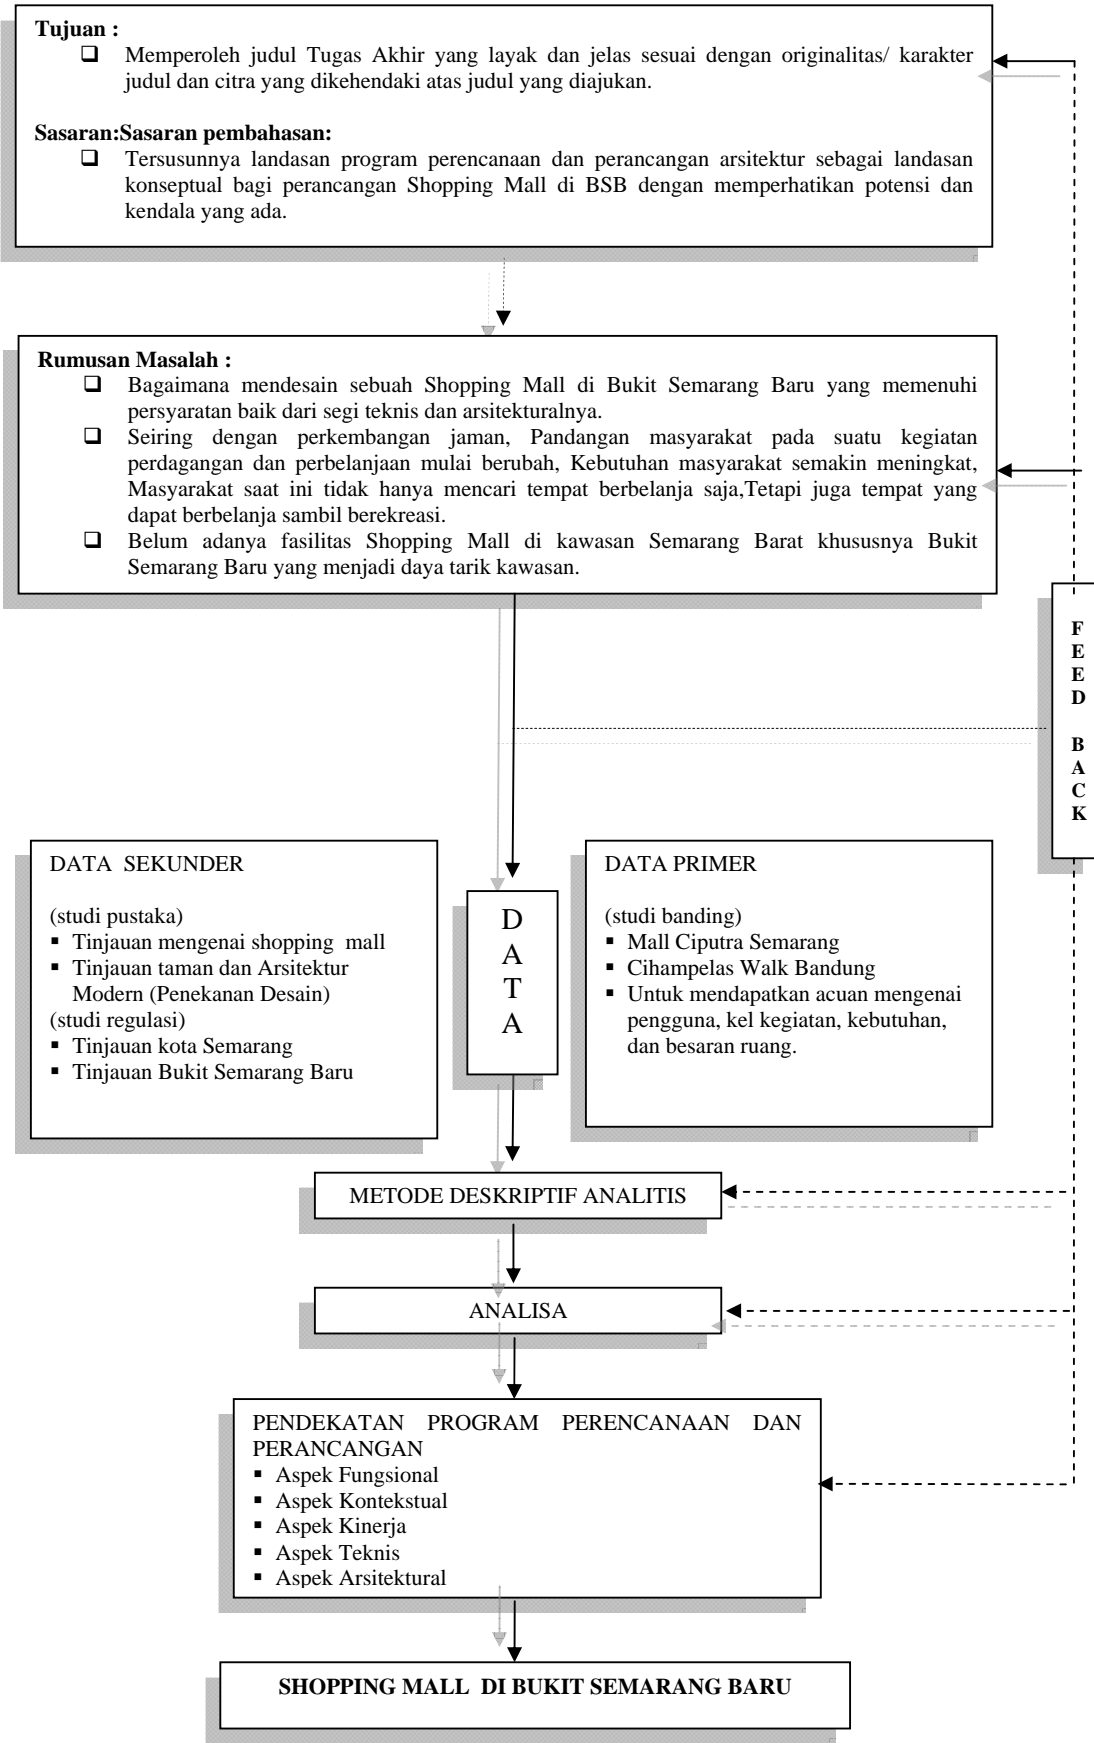 Tujuan :
❑ Memperoleh judul Tugas Akhir yang layak dan jelas sesuai dengan originalitas/ karakter
judul dan citra yang dikehendaki atas judul yang diajukan.
Sasaran:Sasaran pembahasan:
❑ Tersusunnya landasan program perencanaan dan perancangan arsitektur sebagai landasan
konseptual bagi perancangan Shopping Mall di BSB dengan memperhatikan potensi dan
kendala yang ada.
Rumusan Masalah :
❑ Bagaimana mendesain sebuah Shopping Mall di Bukit Semarang Baru yang memenuhi
persyaratan baik dari segi teknis dan arsitekturalnya.
❑ Seiring dengan perkembangan jaman, Pandangan masyarakat pada suatu kegiatan
perdagangan dan perbelanjaan mulai berubah, Kebutuhan masyarakat semakin meningkat,
Masyarakat saat ini tidak hanya mencari tempat berbelanja saja,Tetapi juga tempat yang
dapat berbelanja sambil berekreasi.
❑ Belum adanya fasilitas Shopping Mall di kawasan Semarang Barat khususnya Bukit
Semarang Baru yang menjadi daya tarik kawasan.
F
E
E
D
B
A
C
K
DATA SEKUNDER
(studi pustaka)
▪ Tinjauan mengenai shopping mall
▪ Tinjauan taman dan Arsitektur
Modern (Penekanan Desain)
(studi regulasi)
▪ Tinjauan kota Semarang
▪ Tinjauan Bukit Semarang Baru
D
A
T
A
DATA PRIMER
(studi banding)
▪ Mall Ciputra Semarang
▪ Cihampelas Walk Bandung
▪ Untuk mendapatkan acuan mengenai
pengguna, kel kegiatan, kebutuhan,
dan besaran ruang.
METODE DESKRIPTIF ANALITIS
ANALISA
PENDEKATAN PROGRAM PERENCANAAN DAN
PERANCANGAN
▪ Aspek Fungsional
▪ Aspek Kontekstual
▪ Aspek Kinerja
▪ Aspek Teknis
▪ Aspek Arsitektural
SHOPPING MALL DI BUKIT SEMARANG BARU